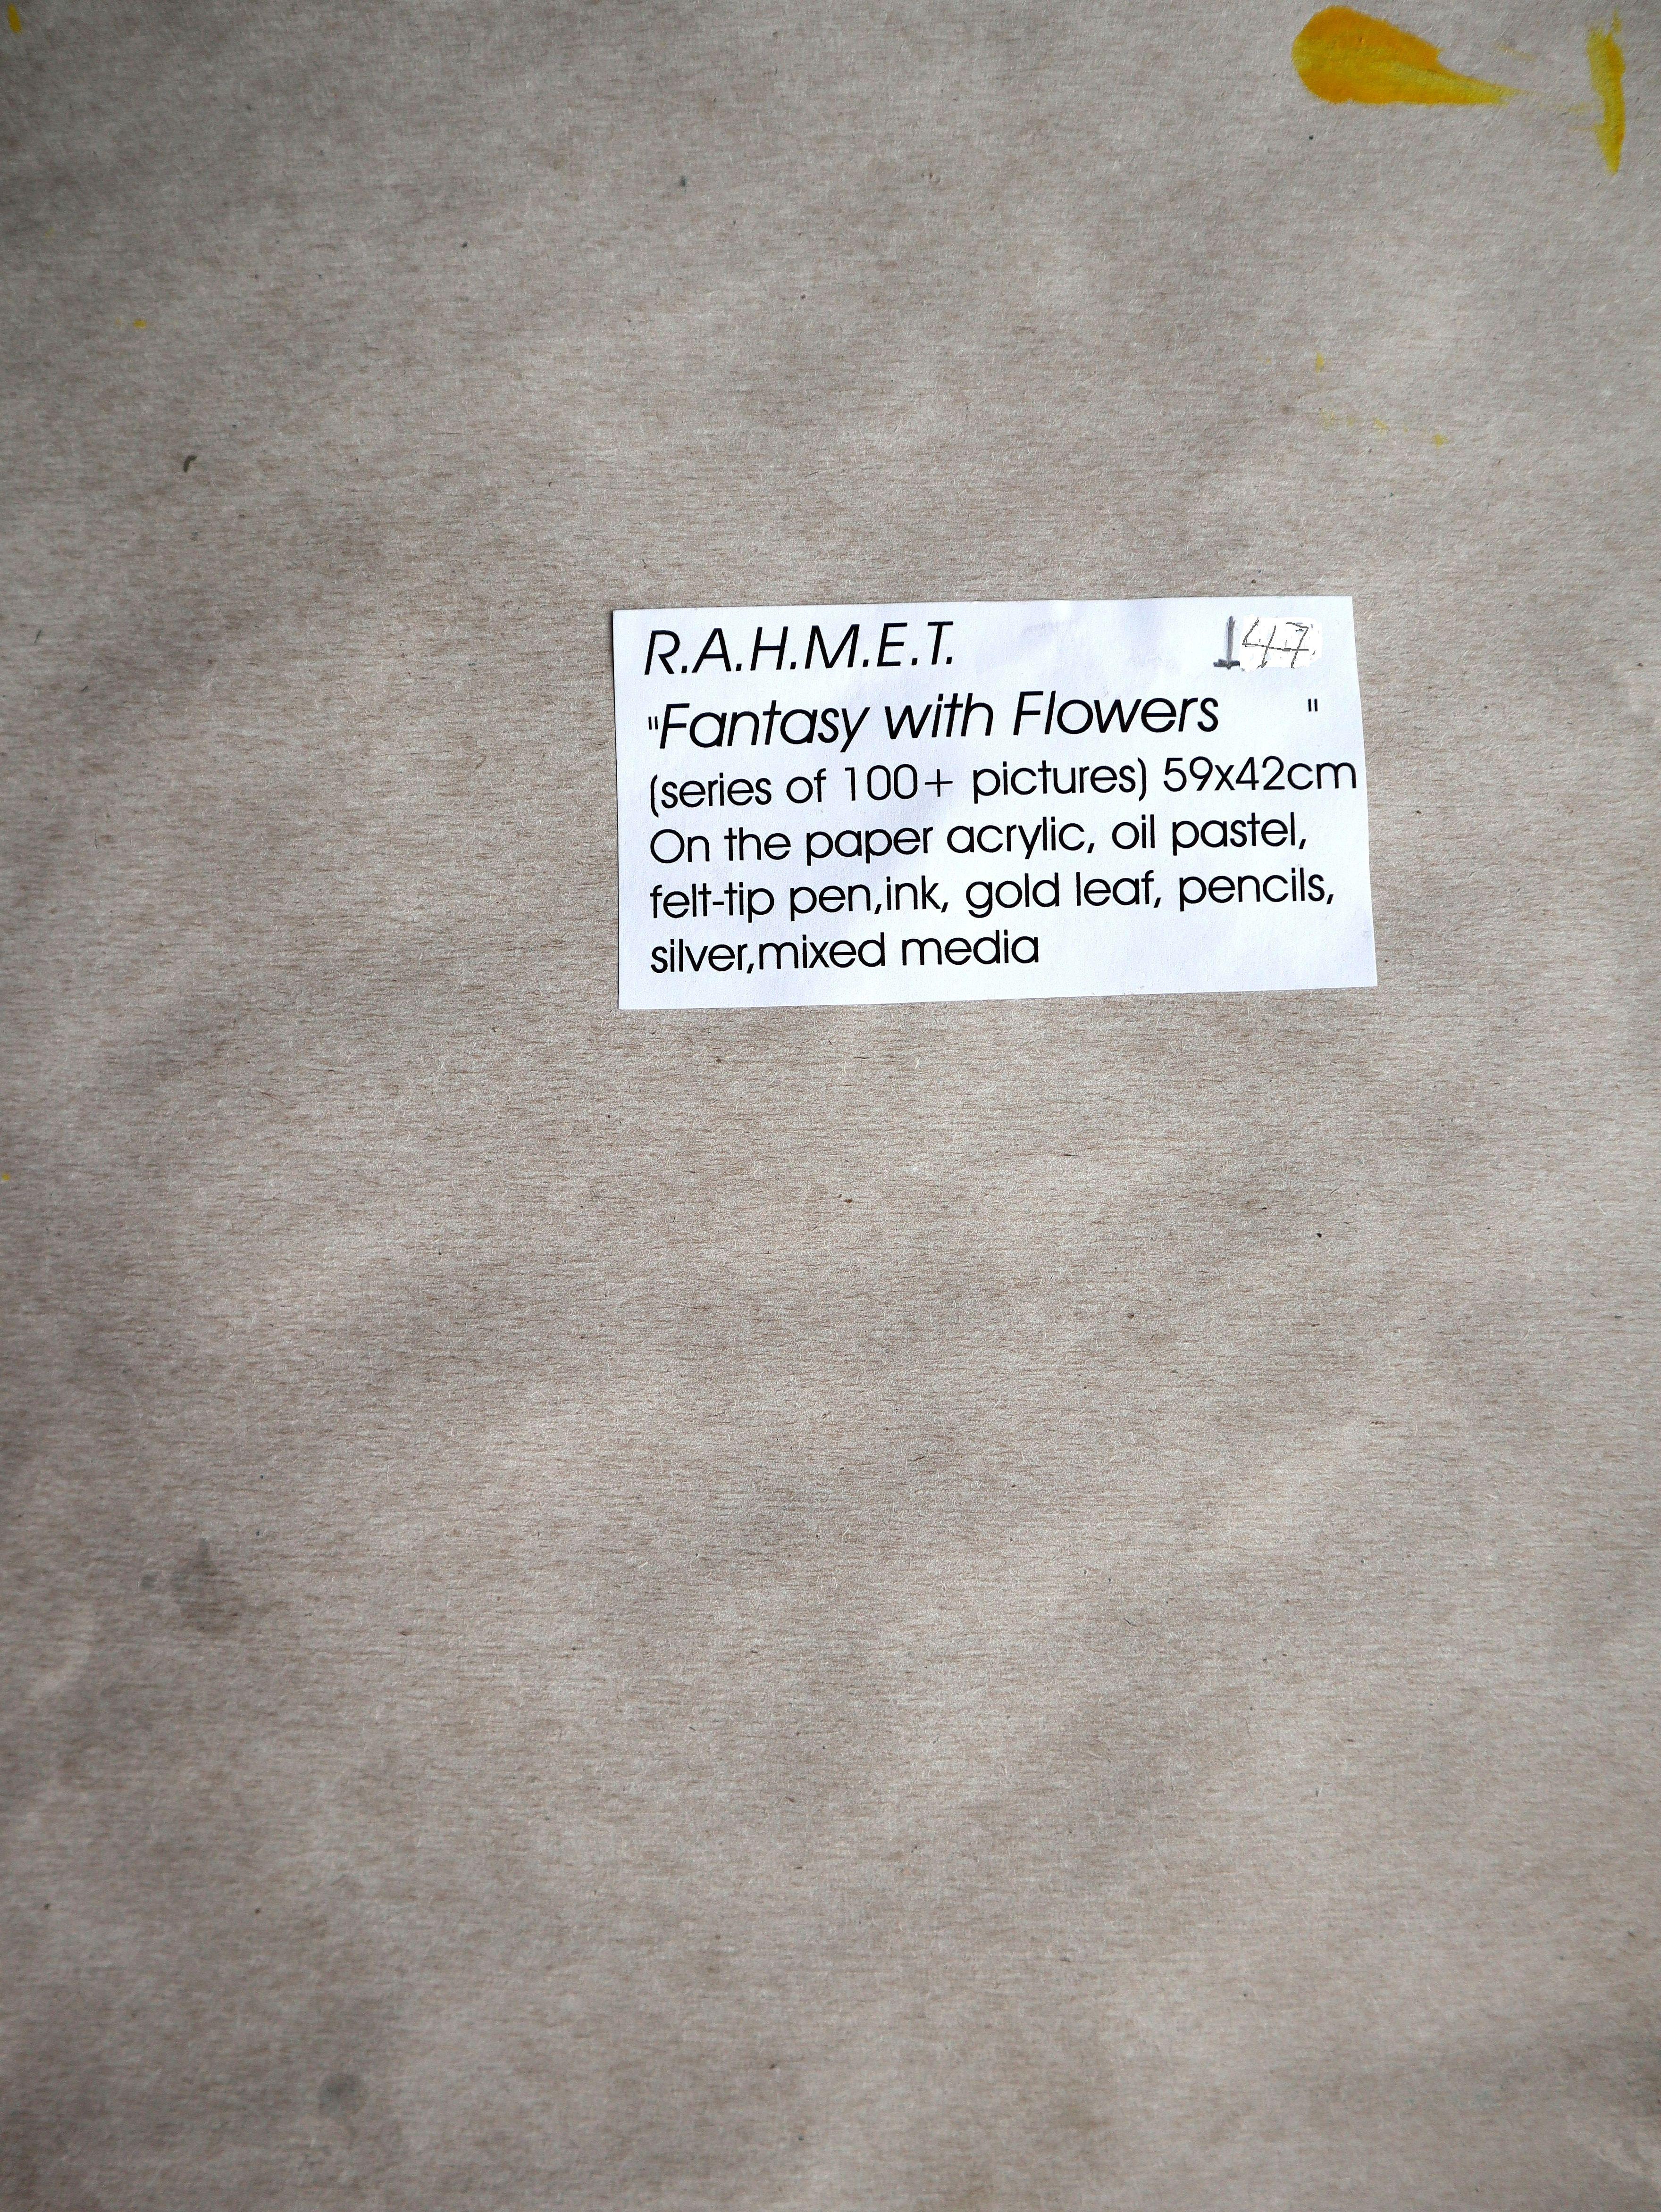 R.A.H.M.E.T. 147
"Fantasy with Flowers "
(series of 100+ pictures) 59x42cm
On the paper acrylic, oil pastel,
felt-tip pen,ink, gold leaf, pencils,
silver,mixed media